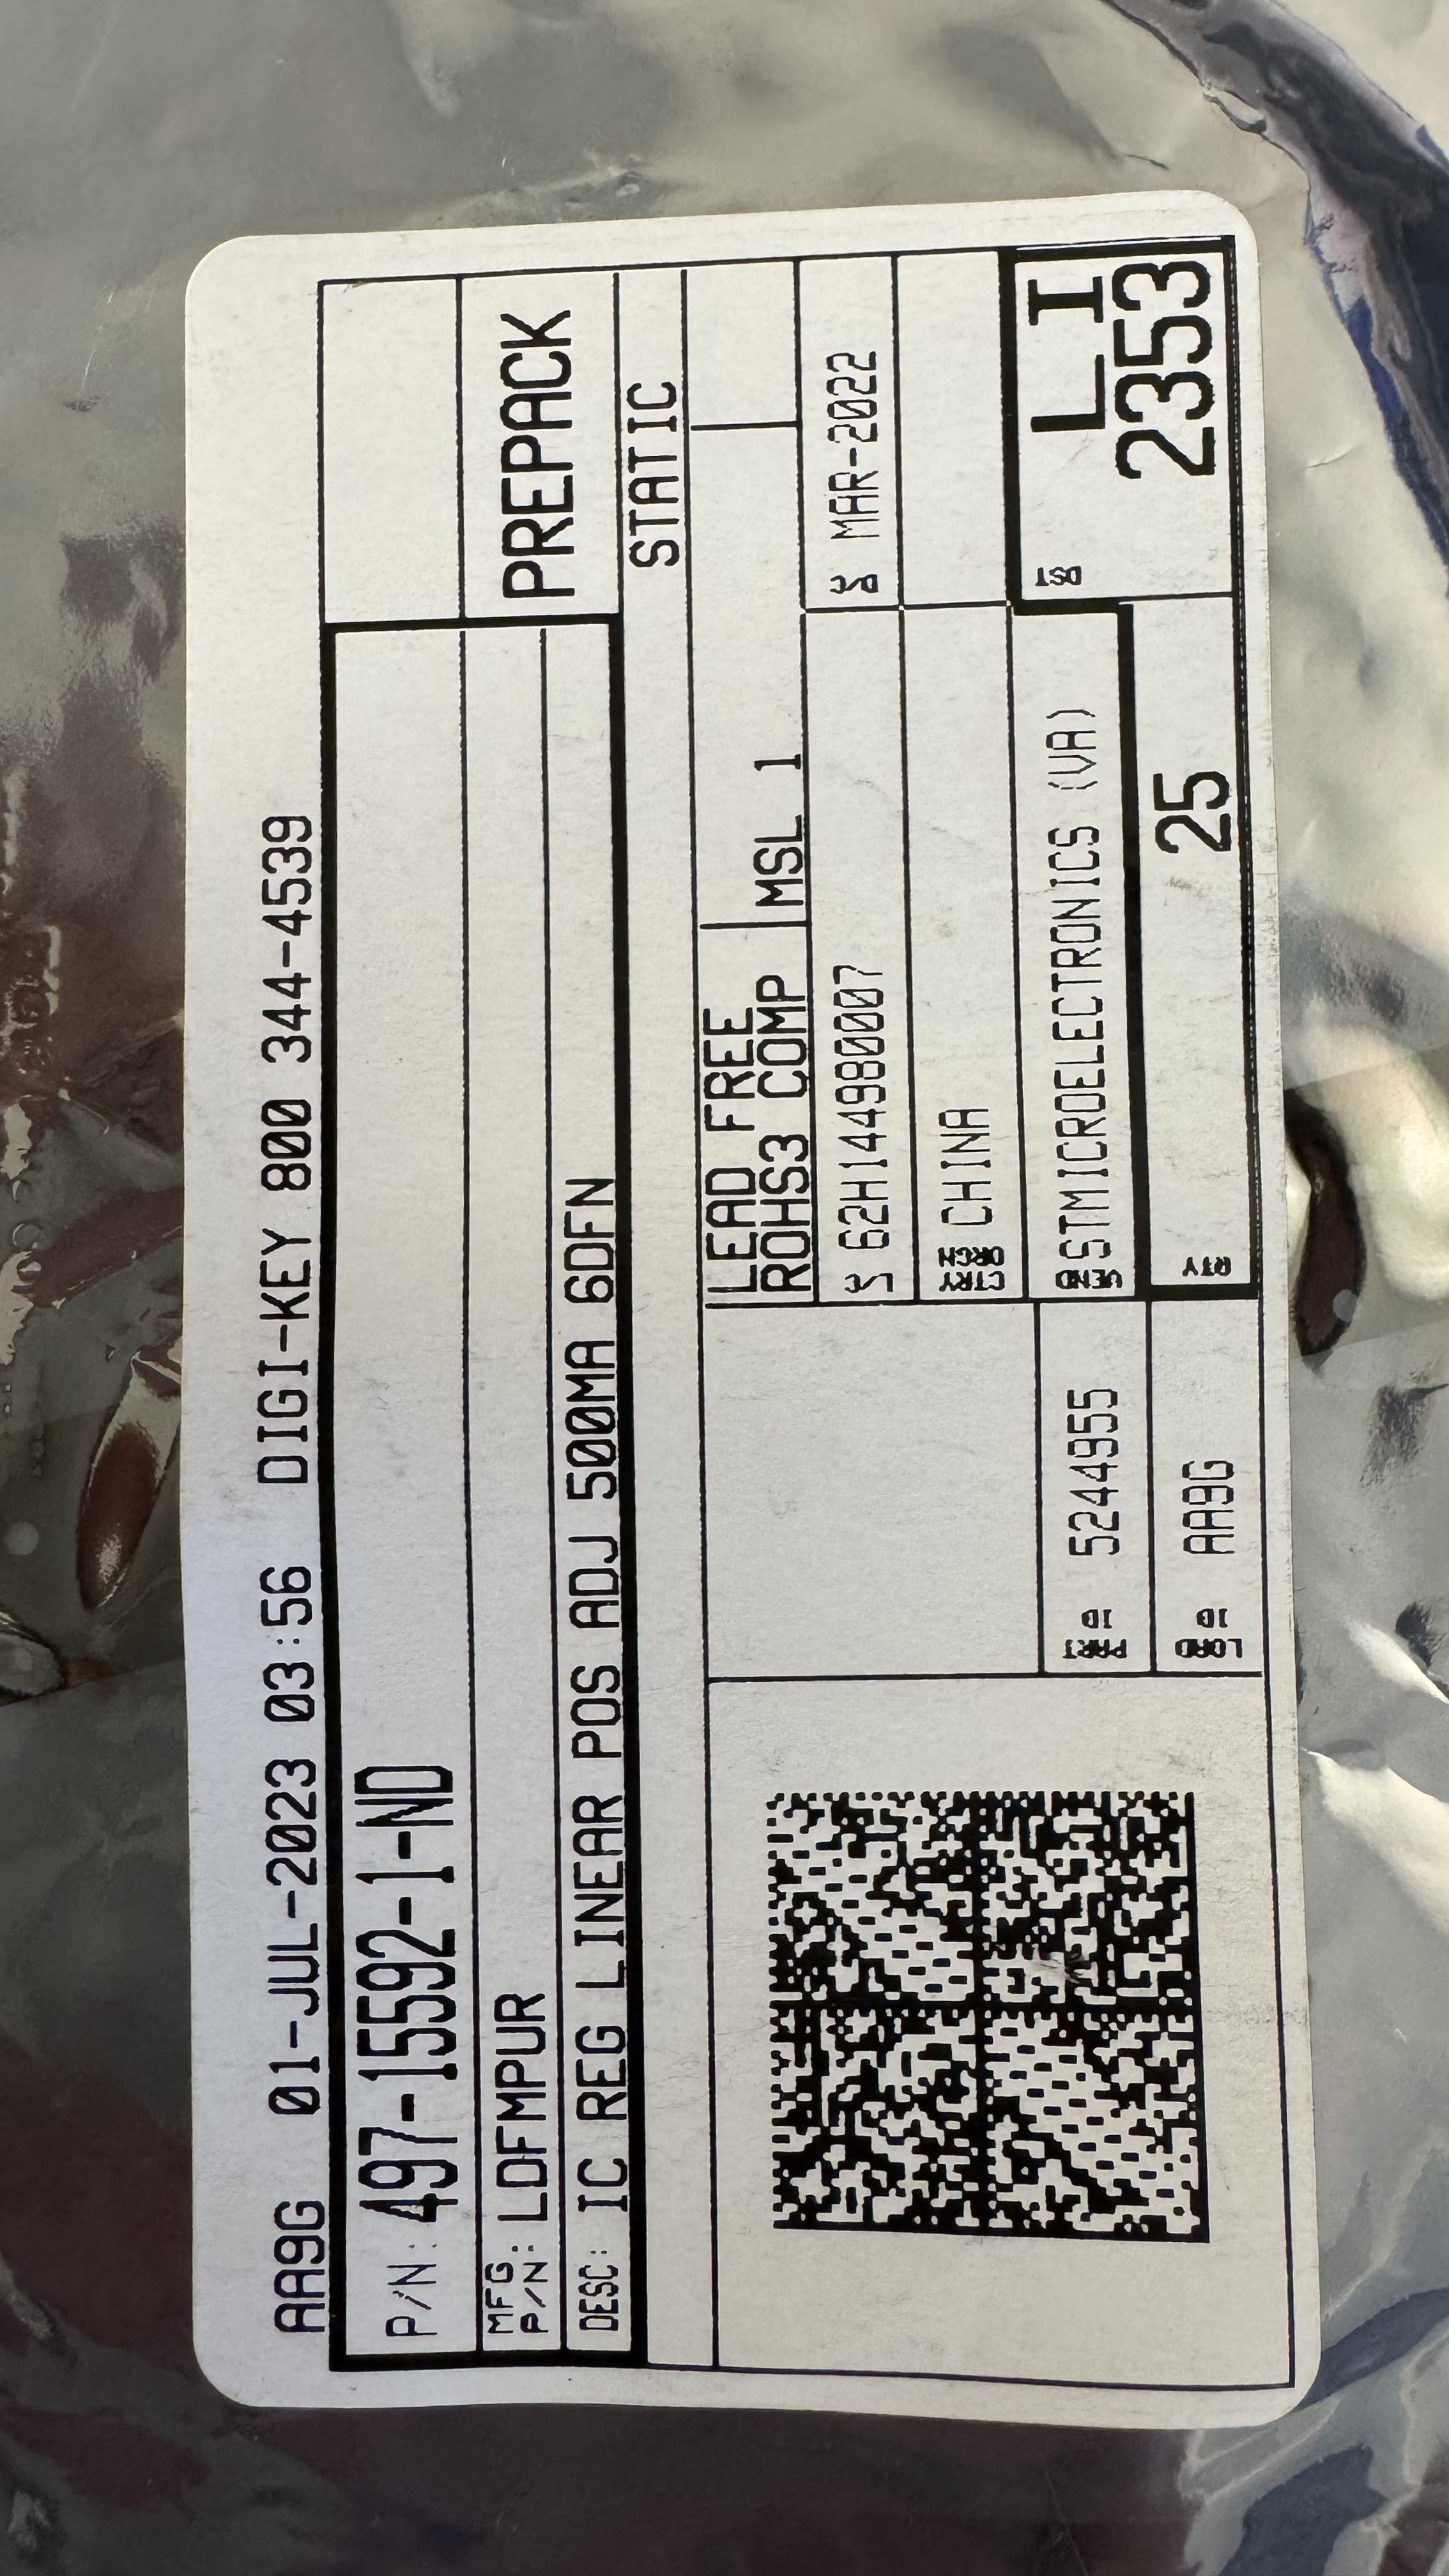 AA9G 01-JUL-2023 03:56 DIGI-KEY 800 344-4539
P/N: 497-15592-1-ND
MFG P/N: LDFMPUR
PREPACK
DESC: IC REG LINEAR POS ADJ 500MA 6DFN
STATIC
LEAD FREE
ROHS3 COMP
MSL 1
62H14498D007
MAR-2022
CTRY ORGN CHINA
PART ID 5244955
VEND STMICROELECTRONICS (VA)
LOAD ID AA9G
QTY 25
DST LI
2353